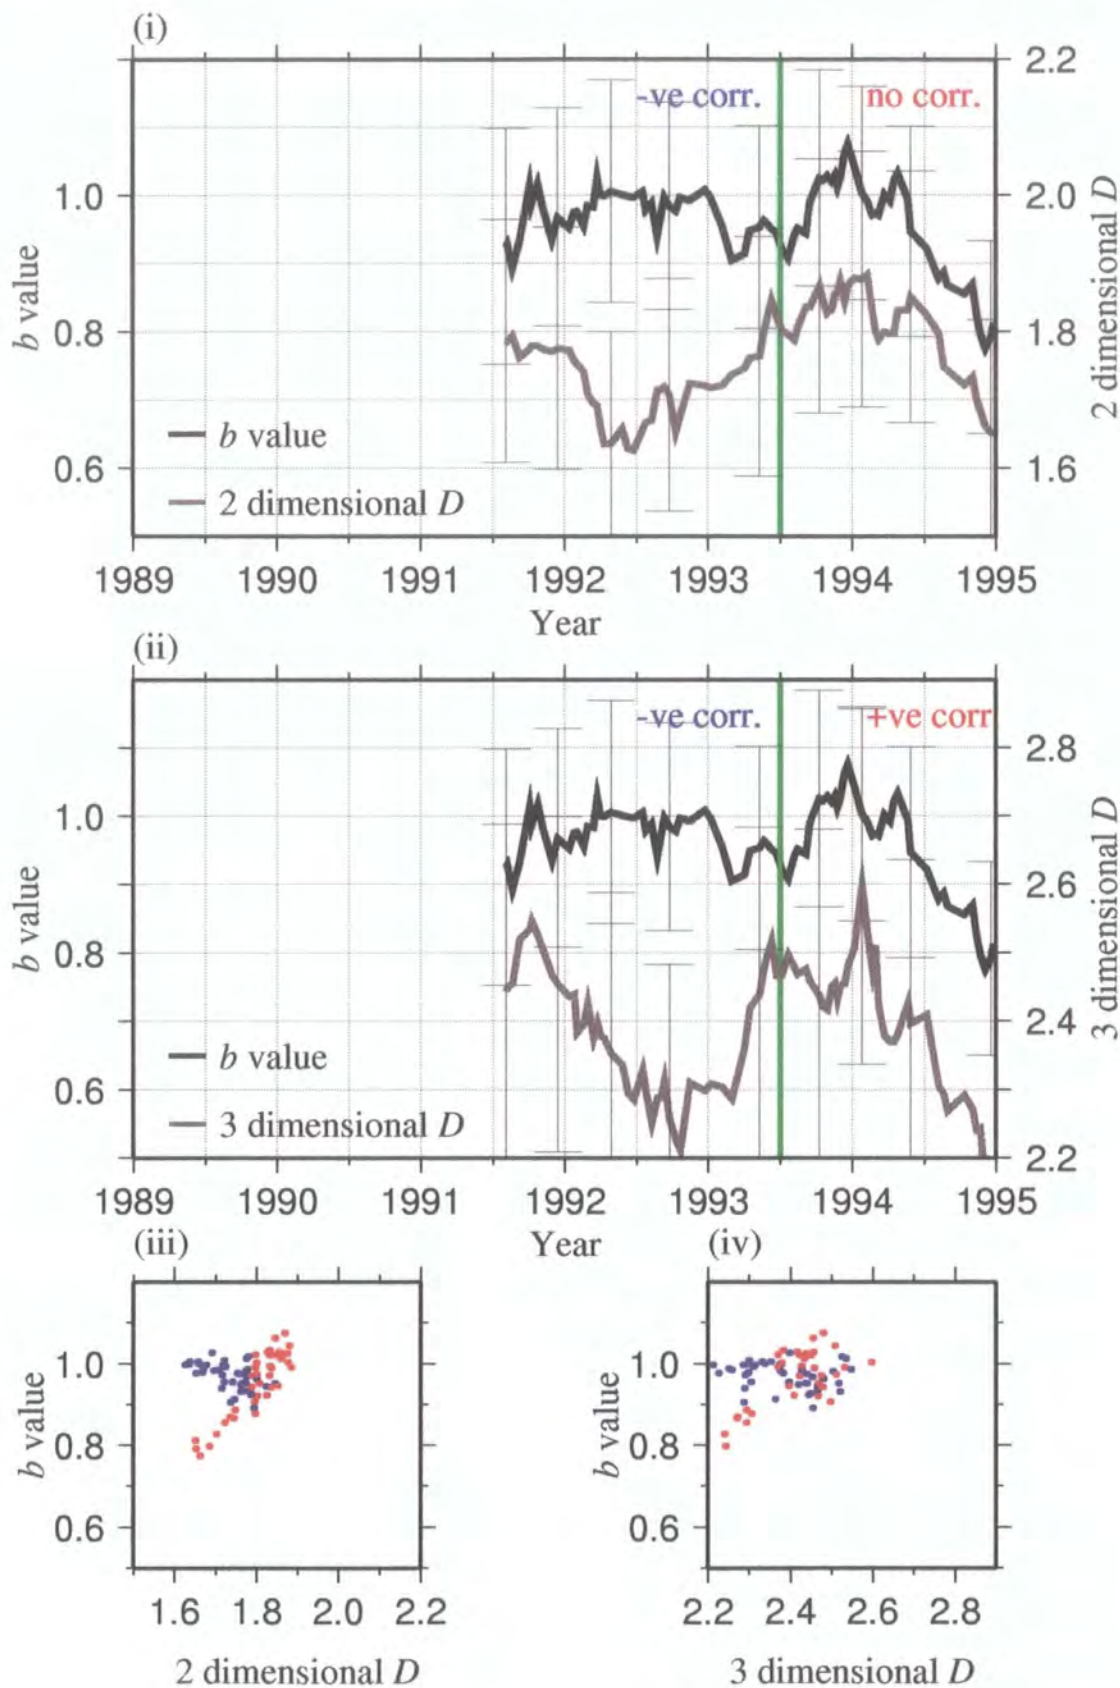 (i)
2.2
-ve corr.
no corr.
1.0
2.0
b value
2 dimensional D
0.8
1.8
b value
0.6
1.6
2 dimensional D
1989 1990 1991 1992 1993 1994 1995
Year
(ii)
-ve corr.
+ve corr
2.8
1.0
b value
2.6
3 dimensional D
0.8
2.4
b value
0.6
3 dimensional D
2.2
1989 1990 1991 1992 1993 1994 1995
Year
(iii)
(iv)
1.0
1.0
b value
b value
0.8
0.8
0.6
0.6
1.6 1.8 2.0 2.2
2.2 2.4 2.6 2.8
2 dimensional D
3 dimensional D